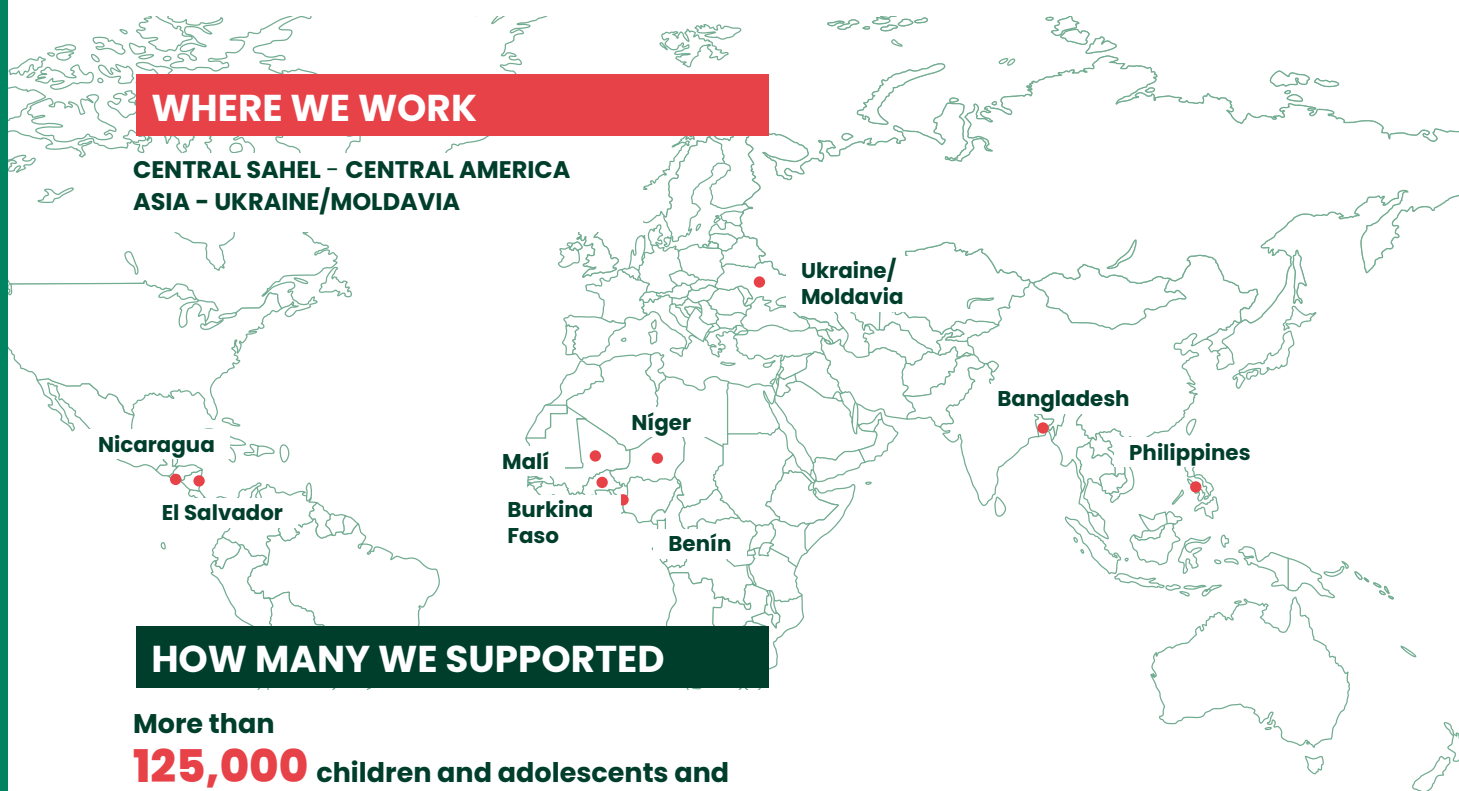 WHERE WE WORK
CENTRAL SAHEL - CENTRAL AMERICA
ASIA - UKRAINE/MOLDAVIA
Ukraine/
Moldavia
Bangladesh
Níger
Nicaragua
Philippines
Malí
Burkina
Faso
El Salvador
Benín
HOW MANY WE SUPPORTED
More than
125,000 children and adolescents and